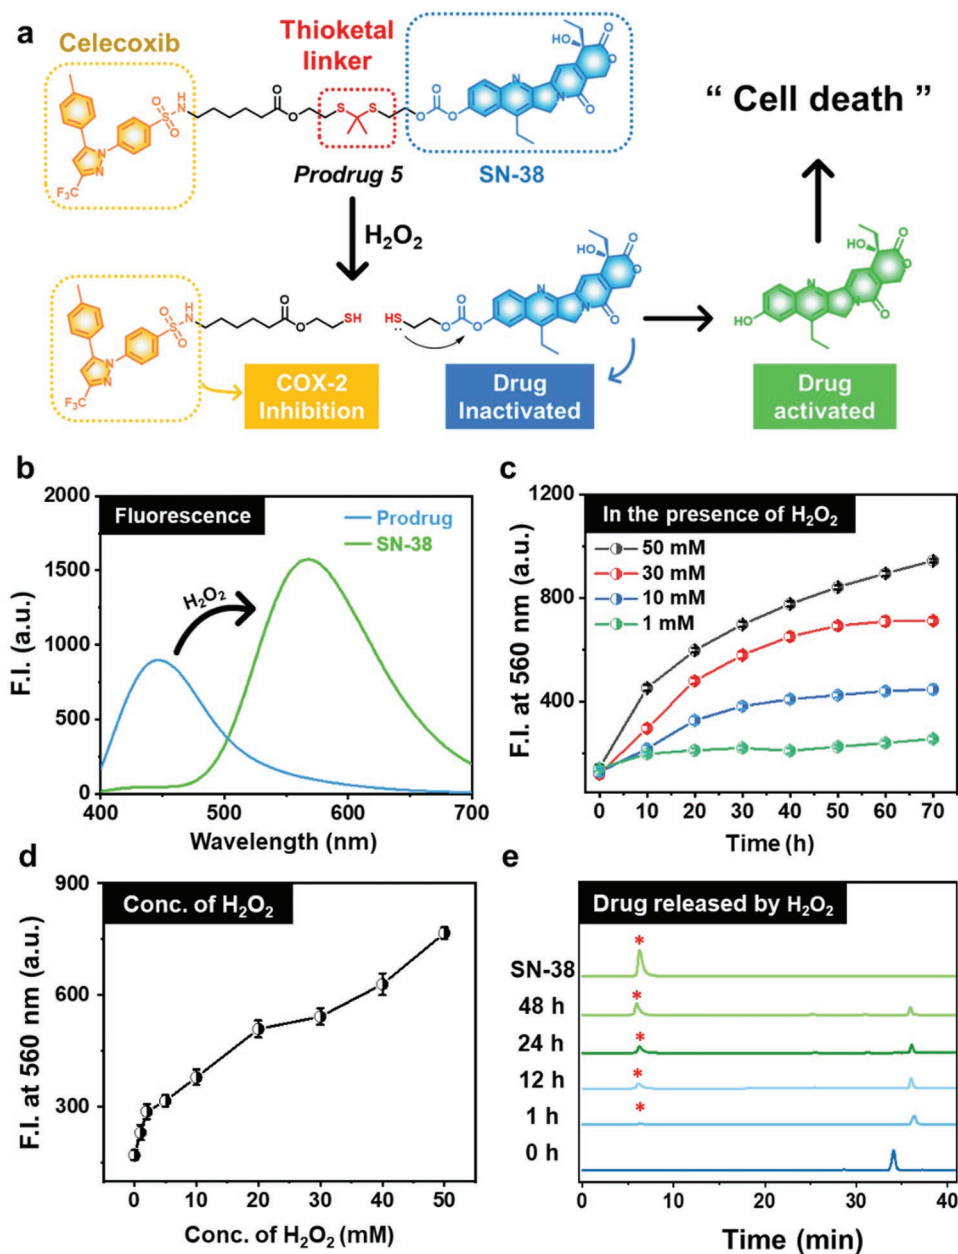 a
Celecoxib
Thioketal
linker
“ Cell death ”
Prodrug 5
SN-38
H₂O₂
COX-2
Inhibition
Drug
Inactivated
Drug
activated
HO
O
O
O
N
N
O
O
O
S
S
O
O
H
N
S
O
O
N
N
F₃C
H
N
S
O
O
N
N
F₃C
O
O
SH
HS
O
O
O
HO
O
O
O
N
N
HO
HO
O
O
O
N
N
b
Fluorescence
Prodrug
SN-38
H₂O₂
F.I. (a.u.)
2000
1500
1000
500
0
400
500
600
700
Wavelength (nm)
c
In the presence of H₂O₂
50 mM
30 mM
10 mM
1 mM
F.I. at 560 nm (a.u.)
1200
800
400
0
10
20
30
40
50
60
70
Time (h)
d
Conc. of H₂O₂
F.I. at 560 nm (a.u.)
900
600
300
0
10
20
30
40
50
Conc. of H₂O₂ (mM)
e
Drug released by H₂O₂
SN-38 *
48 h *
24 h *
12 h *
1 h *
0 h
0
10
20
30
40
Time (min)